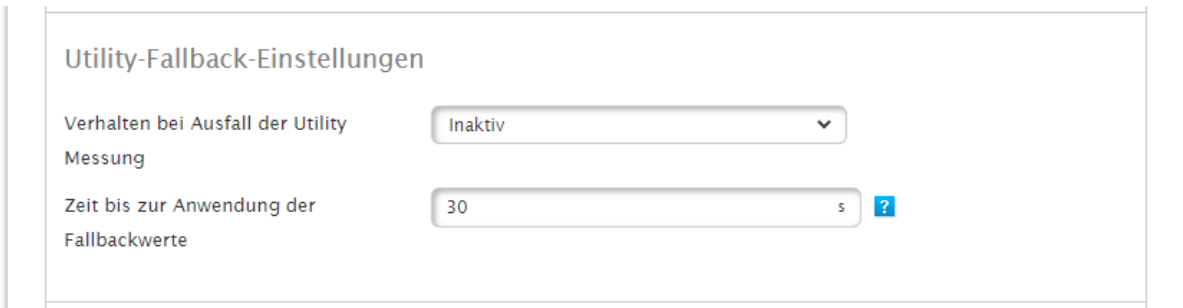 Utility-Fallback-Einstellungen
Verhalten bei Ausfall der Utility
Messung
Inaktiv
Zeit bis zur Anwendung der
Fallbackwerte
30 s ?